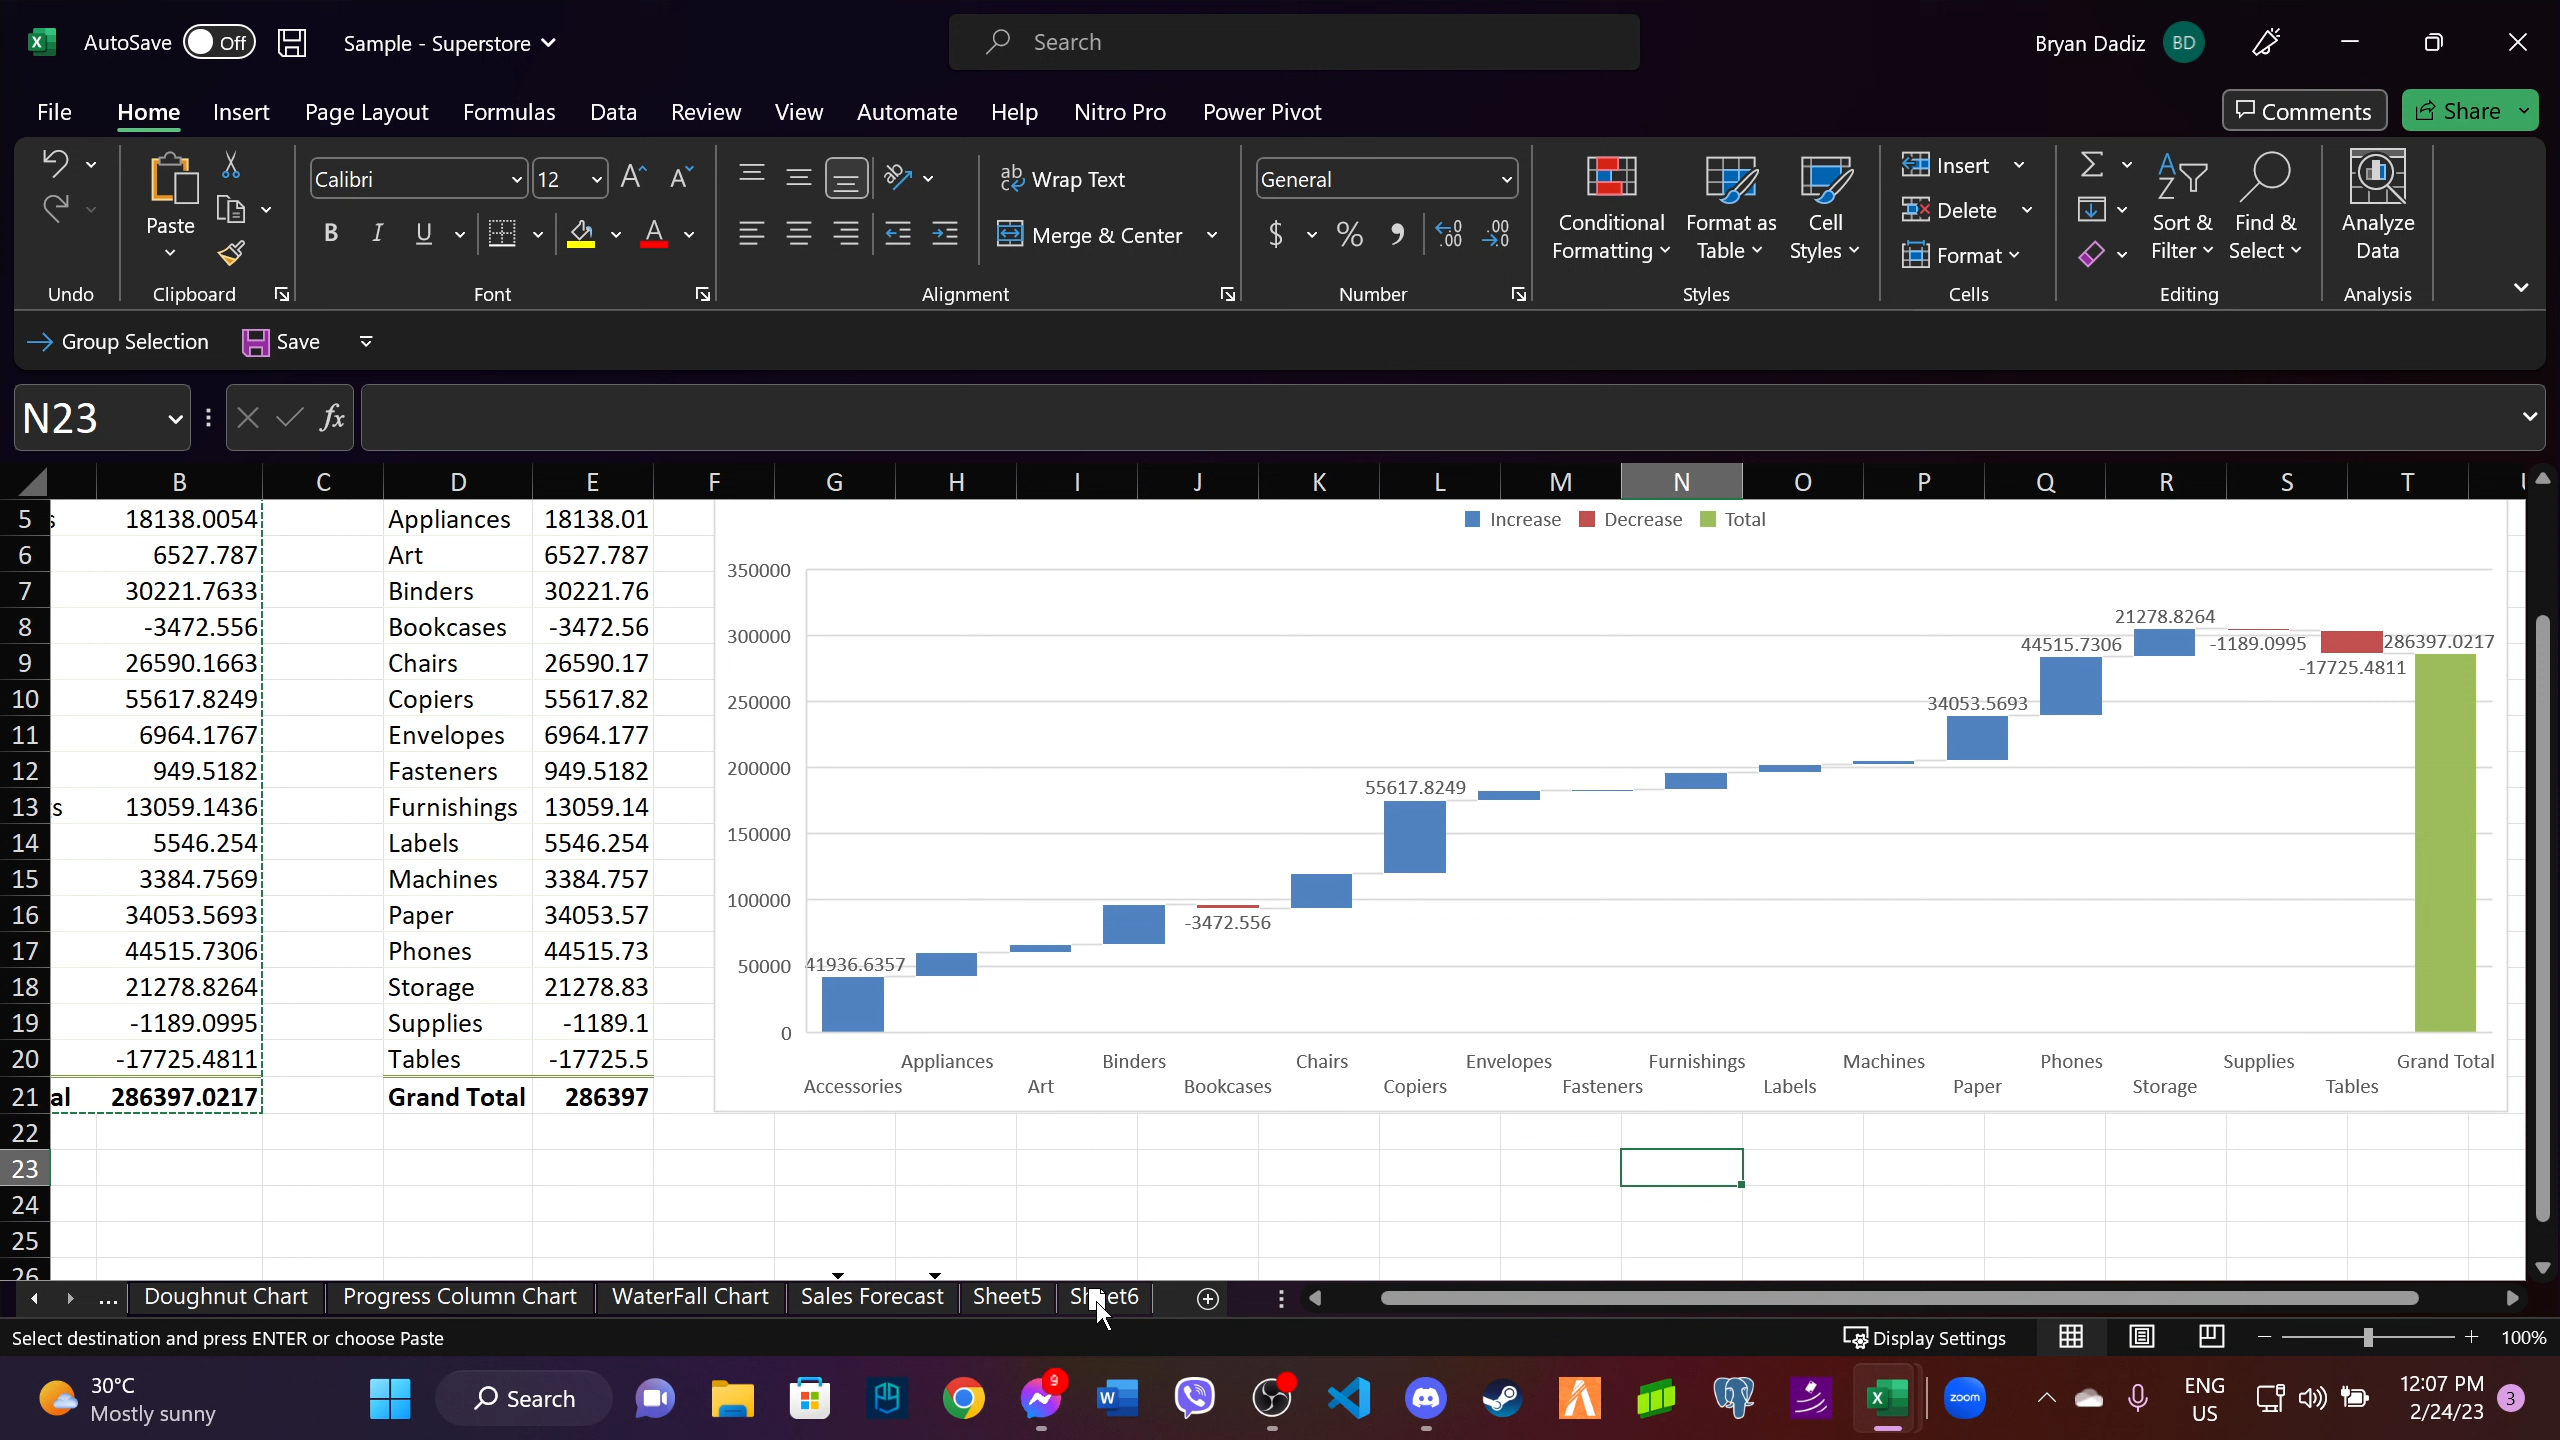 AutoSave Off Sample - Superstore Search Bryan Dadiz BD
File Home Insert Page Layout Formulas Data Review View Automate Help Nitro Pro Power Pivot Comments Share
Undo
Paste
Clipboard
Calibri 12
B I U A
Font
Wrap Text
Merge & Center
Alignment
General
$ %
Number
Conditional Formatting
Format as Table
Cell Styles
Styles
Insert
Delete
Format
Cells
Sort & Filter
Find & Select
Editing
Analyze Data
Analysis
Group Selection Save
N23 fx
B C D E F G H I J K L M N O P Q R S T
5 18138.0054 Appliances 18138.01
6 6527.787 Art 6527.787
7 30221.7633 Binders 30221.76
8 -3472.556 Bookcases -3472.56
9 26590.1663 Chairs 26590.17
10 55617.8249 Copiers 55617.82
11 6964.1767 Envelopes 6964.177
12 949.5182 Fasteners 949.5182
13 s 13059.1436 Furnishings 13059.14
14 5546.254 Labels 5546.254
15 3384.7569 Machines 3384.757
16 34053.5693 Paper 34053.57
17 44515.7306 Phones 44515.73
18 21278.8264 Storage 21278.83
19 -1189.0995 Supplies -1189.1
20 -17725.4811 Tables -17725.5
21 al 286397.0217 Grand Total 286397
22
23
24
25
26
Increase Decrease Total
350000
300000
250000
200000
150000
100000
50000
0
41936.6357
-3472.556
55617.8249
34053.5693
44515.7306
21278.8264
-1189.0995
-17725.4811
286397.0217
Appliances Binders Chairs Envelopes Furnishings Machines Phones Supplies Grand Total
Accessories Art Bookcases Copiers Fasteners Labels Paper Storage Tables
... Doughnut Chart Progress Column Chart WaterFall Chart Sales Forecast Sheet5
Select destination and press ENTER or choose Paste Display Settings 100%
30°C
Mostly sunny
Search
9
zoom
ENG
US
12:07 PM
2/24/23
3